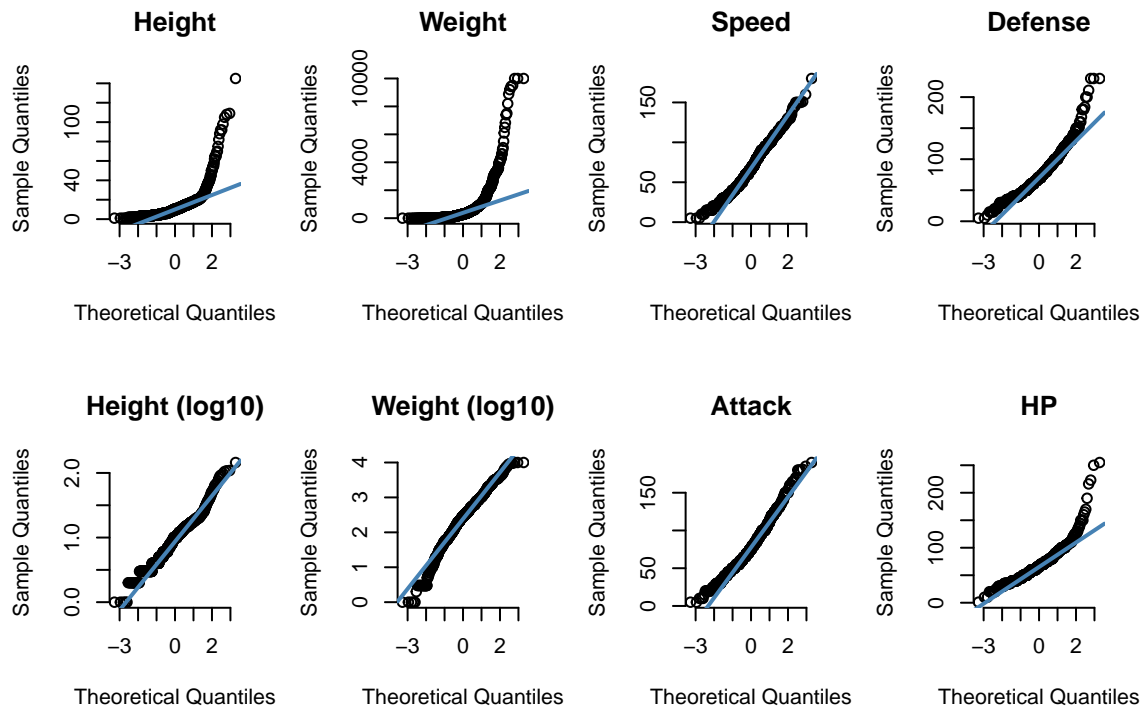 Height
Weight
Speed
Defense
Sample Quantiles
0
40
100
−3
0
2
Theoretical Quantiles
Sample Quantiles
0
4000
10000
−3
0
2
Theoretical Quantiles
Sample Quantiles
0
50
150
−3
0
2
Theoretical Quantiles
Sample Quantiles
0
100
200
−3
0
2
Theoretical Quantiles
Height (log10)
Weight (log10)
Attack
HP
Sample Quantiles
0.0
1.0
2.0
−3
0
2
Theoretical Quantiles
Sample Quantiles
0
1
2
3
4
−3
0
2
Theoretical Quantiles
Sample Quantiles
0
50
150
−3
0
2
Theoretical Quantiles
Sample Quantiles
0
100
200
−3
0
2
Theoretical Quantiles